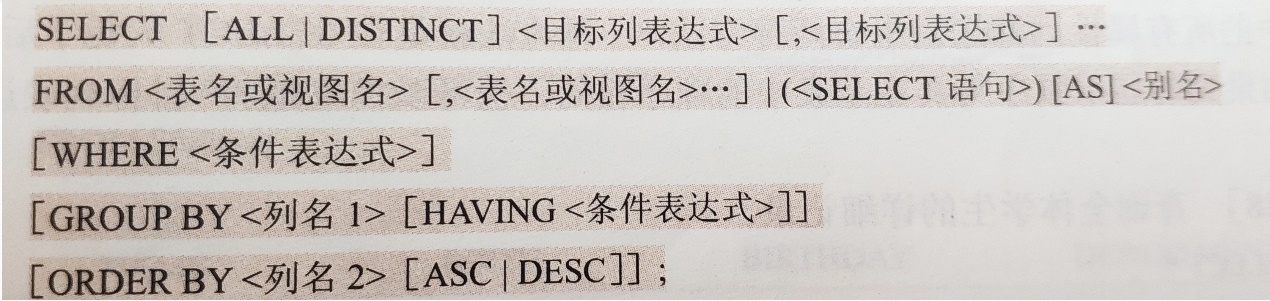 SELECT [ALL|DISTINCT]<目标列表达式>[,<目标列表达式>]…
FROM<表名或视图名>[,<表名或视图名>…]|(<SELECT 语句>)[AS]<别名>
[WHERE<条件表达式>]
[GROUP BY<列名 1>[HAVING<条件表达式>]]
[ORDER BY<列名 2>[ASC|DESC]];